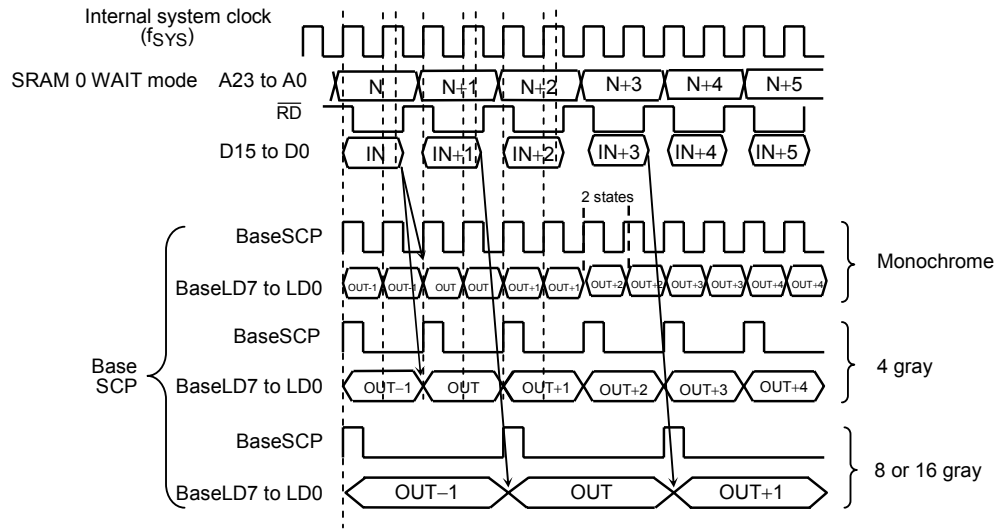 Internal system clock
(fSYS)
SRAM 0 WAIT mode A23 to A0 N N+1 N+2 N+3 N+4 N+5
RD
D15 to D0 IN IN+1 IN+2 IN+3 IN+4 IN+5
2 states
BaseSCP
Monochrome
BaseLD7 to LD0 OUT-1 OUT-1 OUT OUT OUT+1 OUT+1 OUT+2 OUT+2 OUT+3 OUT+3 OUT+4 OUT+4
BaseSCP
4 gray
Base
SCP
BaseLD7 to LD0 OUT−1 OUT OUT+1 OUT+2 OUT+3 OUT+4
BaseSCP
8 or 16 gray
BaseLD7 to LD0 OUT−1 OUT OUT+1